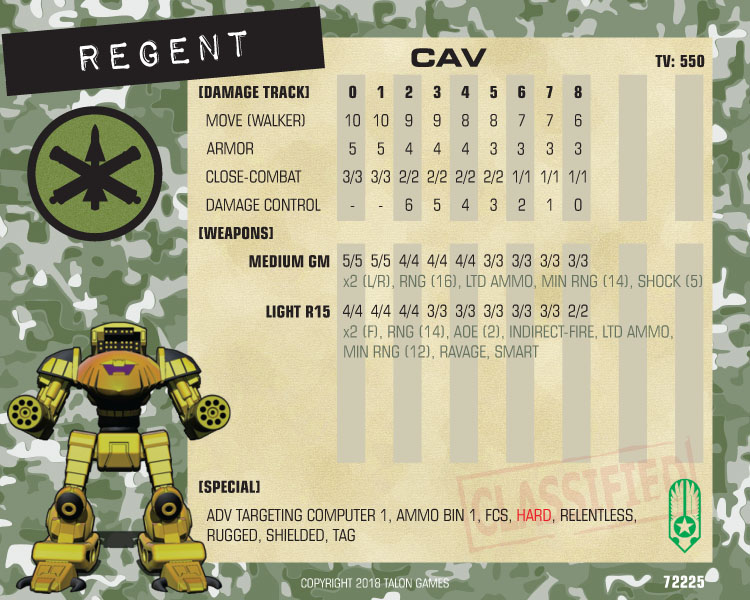 REGENT
CAV
TV: 550
[DAMAGE TRACK] 0 1 2 3 4 5 6 7 8
MOVE (WALKER) 10 10 9 9 8 8 7 7 6
ARMOR 5 5 4 4 4 3 3 3 3
CLOSE-COMBAT 3/3 3/3 2/2 2/2 2/2 2/2 1/1 1/1 1/1
DAMAGE CONTROL - - 6 5 4 3 2 1 0
[WEAPONS]
MEDIUM GM 5/5 5/5 4/4 4/4 4/4 3/3 3/3 3/3 3/3
x2 (L/R), RNG (16), LTD AMMO, MIN RNG (14), SHOCK (5)
LIGHT R15 4/4 4/4 4/4 3/3 3/3 3/3 3/3 3/3 2/2
x2 (F), RNG (14), AOE (2), INDIRECT-FIRE, LTD AMMO,
MIN RNG (12), RAVAGE, SMART
CLASSIFIED
[SPECIAL]
ADV TARGETING COMPUTER 1, AMMO BIN 1, FCS, HARD, RELENTLESS,
RUGGED, SHIELDED, TAG
COPYRIGHT 2018 TALON GAMES
72225